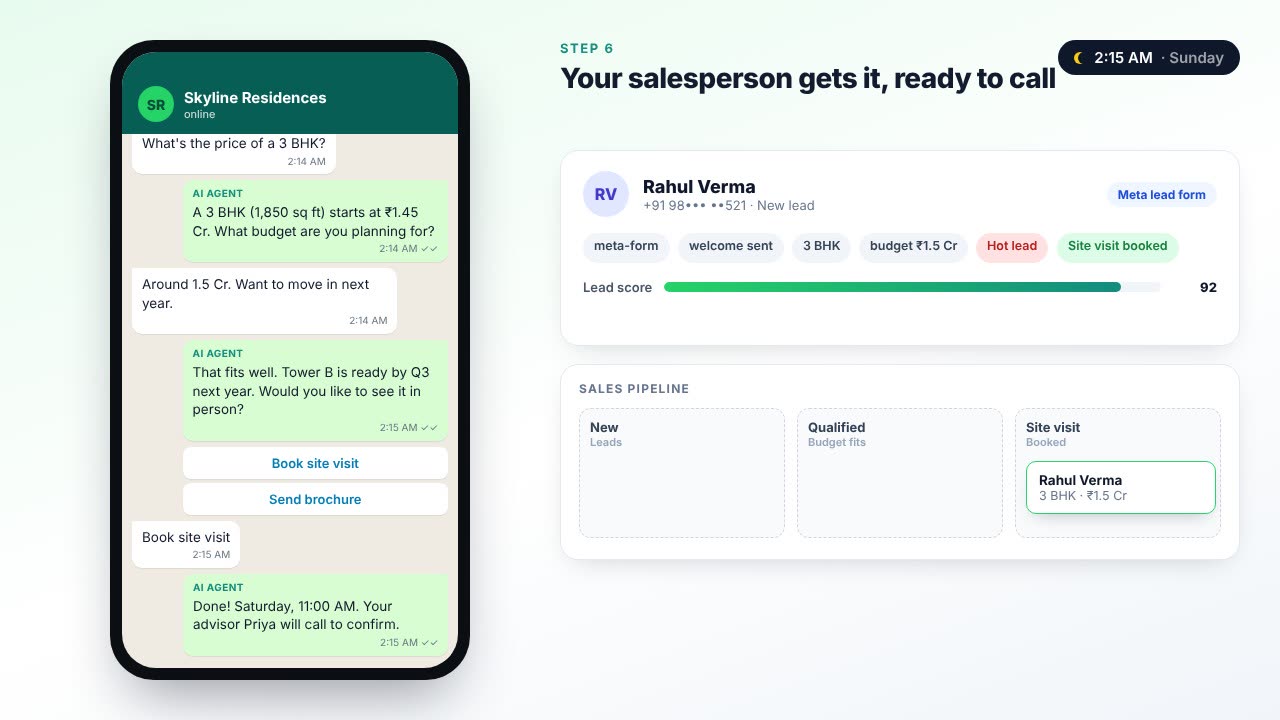 SR
Skyline Residences
online
What's the price of a 3 BHK?
2:14 AM
AI AGENT
A 3 BHK (1,850 sq ft) starts at ₹1.45
Cr. What budget are you planning for?
2:14 AM ✓✓
Around 1.5 Cr. Want to move in next
year.
2:14 AM
AI AGENT
That fits well. Tower B is ready by Q3
next year. Would you like to see it in
person?
2:15 AM ✓✓
Book site visit
Send brochure
Book site visit
2:15 AM
AI AGENT
Done! Saturday, 11:00 AM. Your
advisor Priya will call to confirm.
2:15 AM ✓✓
STEP 6
Your salesperson gets it, ready to call
2:15 AM · Sunday
RV
Rahul Verma
+91 98••• ••521 · New lead
Meta lead form
meta-form welcome sent 3 BHK budget ₹1.5 Cr Hot lead Site visit booked
Lead score 92
SALES PIPELINE
New
Leads
Qualified
Budget fits
Site visit
Booked
Rahul Verma
3 BHK · ₹1.5 Cr